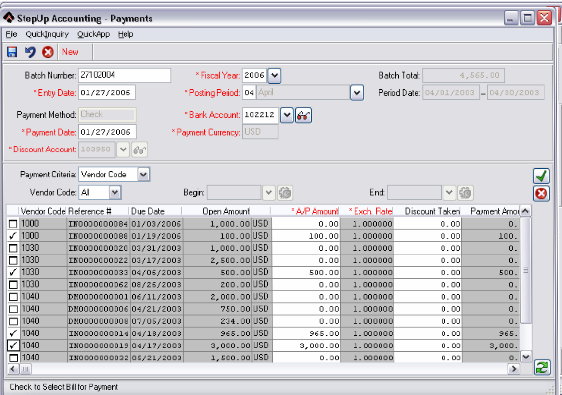 StepUp Accounting - Payments
File QuickInquiry QuickApp Help
New
Batch Number: 27102004 * Fiscal Year: 2006 Batch Total: 4,565.00
* Entry Date: 01/27/2006 * Posting Period: 04 April Period Date: 04/01/2003 - 04/30/2003
Payment Method: Check * Bank Account: 102212
* Payment Date: 01/27/2006 * Payment Currency: USD
* Discount Account: 103950
Payment Criteria: Vendor Code
Vendor Code: All Begin: End:
Vendor Code Reference # Due Date Open Amount * A/P Amount * Exch. Rate Discount Taken Payment Amou
1000 IN0000000084 01/03/2006 1,000.00 USD 0.00 1.000000 0.00 0.
1000 IN0000000086 01/19/2006 100.00 USD 100.00 1.000000 0.00 100.
1030 IN0000000020 03/31/2003 1,000.00 USD 0.00 1.000000 0.00 0.
1030 IN0000000022 03/17/2003 2,500.00 USD 0.00 1.000000 0.00 0.
1030 IN0000000033 04/06/2003 500.00 USD 500.00 1.000000 0.00 500.
1030 IN0000000062 08/26/2003 200.00 USD 0.00 1.000000 0.00 0.
1040 DM0000000001 06/11/2003 2,000.00 USD 0.00 1.000000 0.00 0.
1040 DM0000000006 04/21/2003 750.00 USD 0.00 1.000000 0.00 0.
1040 DM0000000008 07/05/2003 234.00 USD 0.00 1.000000 0.00 0.
1040 IN0000000014 04/13/2003 965.00 USD 965.00 1.000000 0.00 965.
1040 IN0000000019 04/17/2003 3,000.00 USD 3,000.00 1.000000 0.00 3,000.
1040 IN0000000032 05/21/2003 1,500.00 USD 0.00 1.000000 0.00 0.
Check to Select Bill for Payment